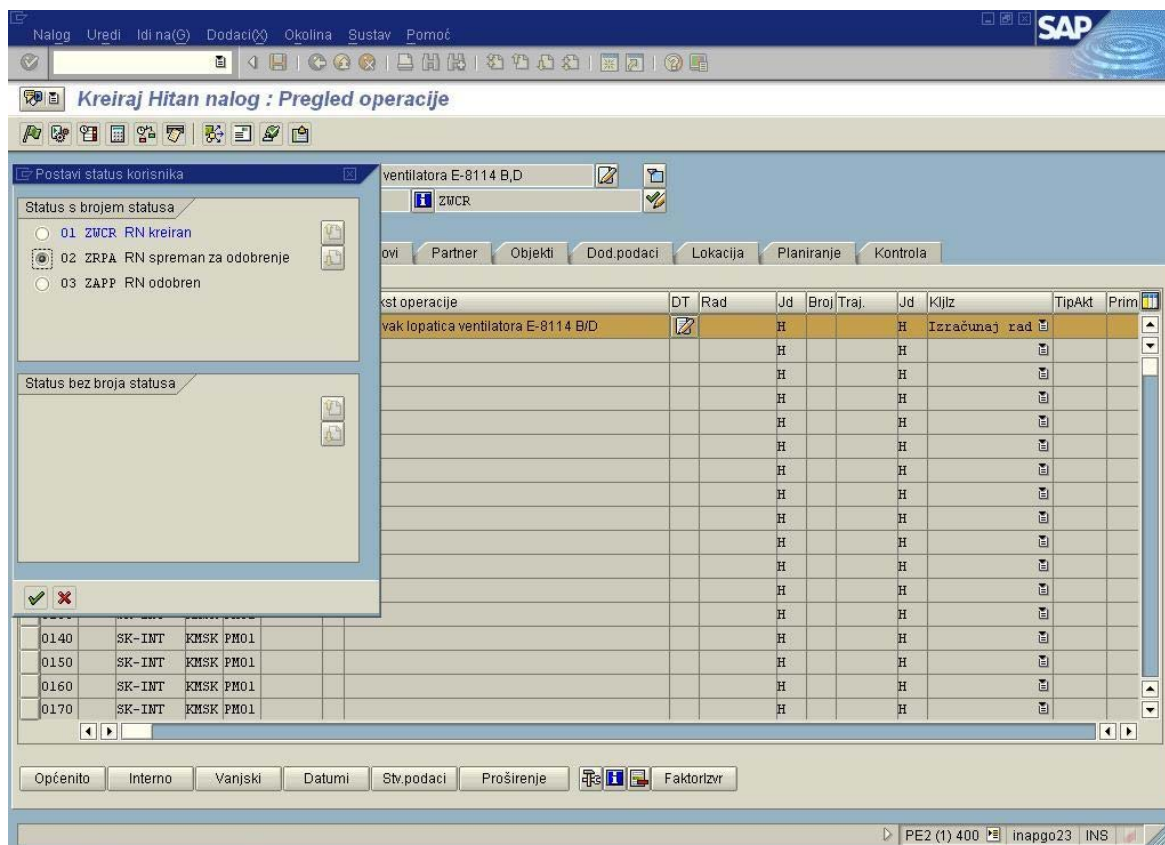 Nalog Uredi Idi na(G) Dodaci(X) Okolina Sustav Pomoć
SAP
Kreiraj Hitan nalog : Pregled operacije
Postavi status korisnika
ventilatora E-8114 B,D
Status s brojem statusa
ZWCR
01 ZWCR RN kreiran
02 ZRPA RN spreman za odobrenje
03 ZAPP RN odobren
ovi Partner Objekti Dod.podaci Lokacija Planiranje Kontrola
kst operacije DT Rad Jd Broj Traj. Jd Kljlz TipAkt Prim
vak lopatica ventilatora E-8114 B/D H H Izračunaj rad
H H
H H
Status bez broja statusa
H H
H H
H H
H H
H H
H H
H H
H H
H H
H H
0140 SK-INT KMSK PM01 H H
0150 SK-INT KMSK PM01 H H
0160 SK-INT KMSK PM01 H H
0170 SK-INT KMSK PM01 H H
Općenito Interno Vanjski Datumi Stv.podaci Proširenje FaktorIzvr
PE2 (1) 400 inapgo23 INS